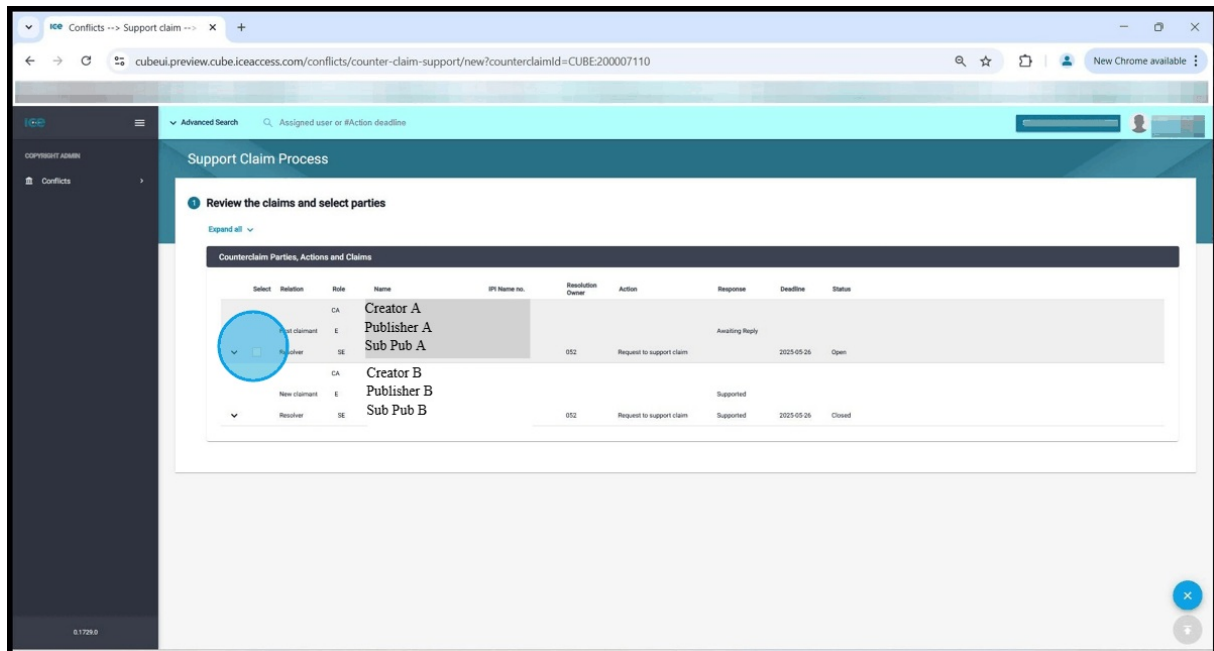 ice Conflicts --> Support claim -->
cubeui.preview.cube.iceaccess.com/conflicts/counter-claim-support/new?counterclaimId=CUBE:200007110
New Chrome available
ice
Advanced Search Assigned user or #Action deadline
COPYRIGHT ADMIN
Conflicts
Support Claim Process
1 Review the claims and select parties
Expand all
Counterclaim Parties, Actions and Claims
Select Relation Role Name IPI Name no. Resolution Owner Action Response Deadline Status
CA Creator A
claimant E Publisher A Awaiting Reply
Resolver SE Sub Pub A 052 Request to support claim 2025-05-26 Open
CA Creator B
New claimant E Publisher B Supported
Resolver SE Sub Pub B 052 Request to support claim Supported 2025-05-26 Closed
0.1729.0